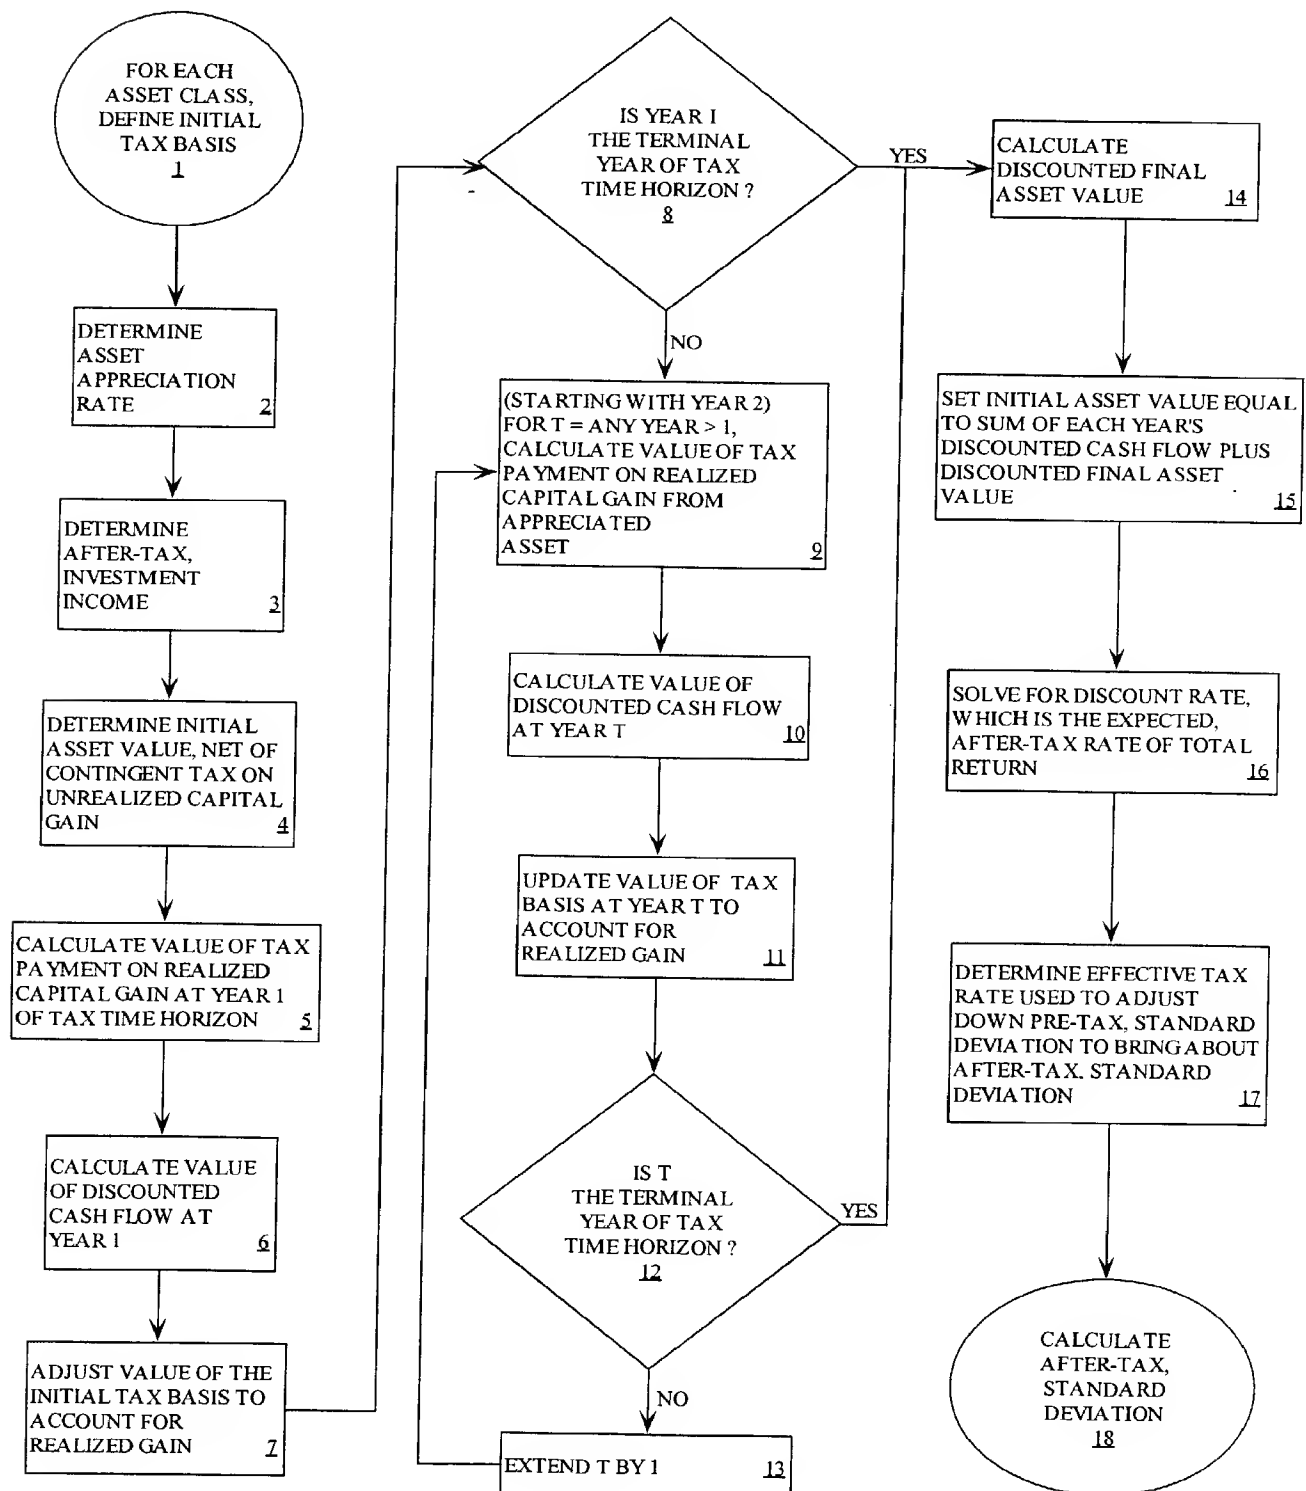 FOR EACH
ASSET CLASS,
DEFINE INITIAL
TAX BASIS
1
DETERMINE
ASSET
APPRECIATION
RATE 2
DETERMINE
AFTER-TAX,
INVESTMENT
INCOME 3
DETERMINE INITIAL
ASSET VALUE, NET OF
CONTINGENT TAX ON
UNREALIZED CAPITAL
GAIN 4
CALCULATE VALUE OF TAX
PAYMENT ON REALIZED
CAPITAL GAIN AT YEAR 1
OF TAX TIME HORIZON 5
CALCULATE VALUE
OF DISCOUNTED
CASH FLOW AT
YEAR 1 6
ADJUST VALUE OF THE
INITIAL TAX BASIS TO
ACCOUNT FOR
REALIZED GAIN 7
IS YEAR 1
THE TERMINAL
YEAR OF TAX
TIME HORIZON ?
8
YES
NO
(STARTING WITH YEAR 2)
FOR T = ANY YEAR > 1,
CALCULATE VALUE OF TAX
PAYMENT ON REALIZED
CAPITAL GAIN FROM
APPRECIATED
ASSET 9
CALCULATE VALUE OF
DISCOUNTED CASH FLOW
AT YEAR T 10
UPDATE VALUE OF TAX
BASIS AT YEAR T TO
ACCOUNT FOR
REALIZED GAIN 11
IS T
THE TERMINAL
YEAR OF TAX
TIME HORIZON ?
12
YES
NO
EXTEND T BY 1 13
CALCULATE
DISCOUNTED FINAL
ASSET VALUE 14
SET INITIAL ASSET VALUE EQUAL
TO SUM OF EACH YEAR'S
DISCOUNTED CASH FLOW PLUS
DISCOUNTED FINAL ASSET
VALUE 15
SOLVE FOR DISCOUNT RATE,
WHICH IS THE EXPECTED,
AFTER-TAX RATE OF TOTAL
RETURN 16
DETERMINE EFFECTIVE TAX
RATE USED TO ADJUST
DOWN PRE-TAX, STANDARD
DEVIATION TO BRING ABOUT
AFTER-TAX. STANDARD
DEVIATION 17
CALCULATE
AFTER-TAX,
STANDARD
DEVIATION
18